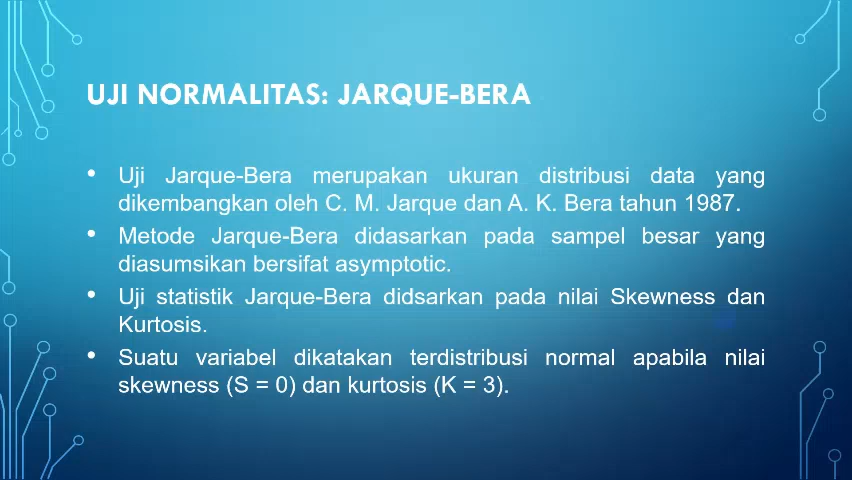 UJI NORMALITAS: JARQUE-BERA
• Uji Jarque-Bera merupakan ukuran distribusi data yang
dikembangkan oleh C. M. Jarque dan A. K. Bera tahun 1987.
• Metode Jarque-Bera didasarkan pada sampel besar yang
diasumsikan bersifat asymptotic.
• Uji statistik Jarque-Bera didsarkan pada nilai Skewness dan
Kurtosis.
• Suatu variabel dikatakan terdistribusi normal apabila nilai
skewness (S = 0) dan kurtosis (K = 3).